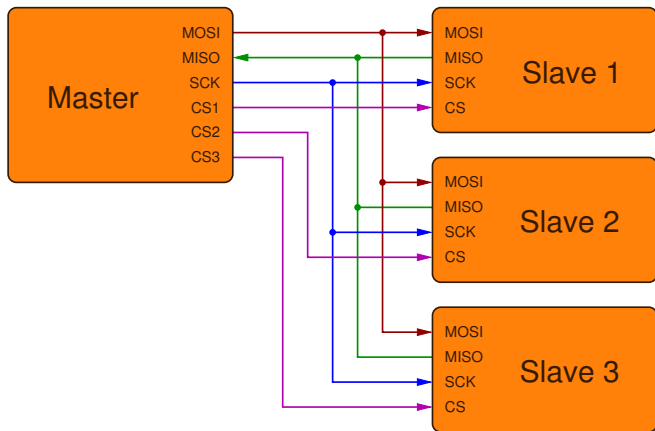 Master
MOSI
MISO
SCK
CS1
CS2
CS3
MOSI
MISO
SCK
CS
Slave 1
MOSI
MISO
SCK
CS
Slave 2
MOSI
MISO
SCK
CS
Slave 3